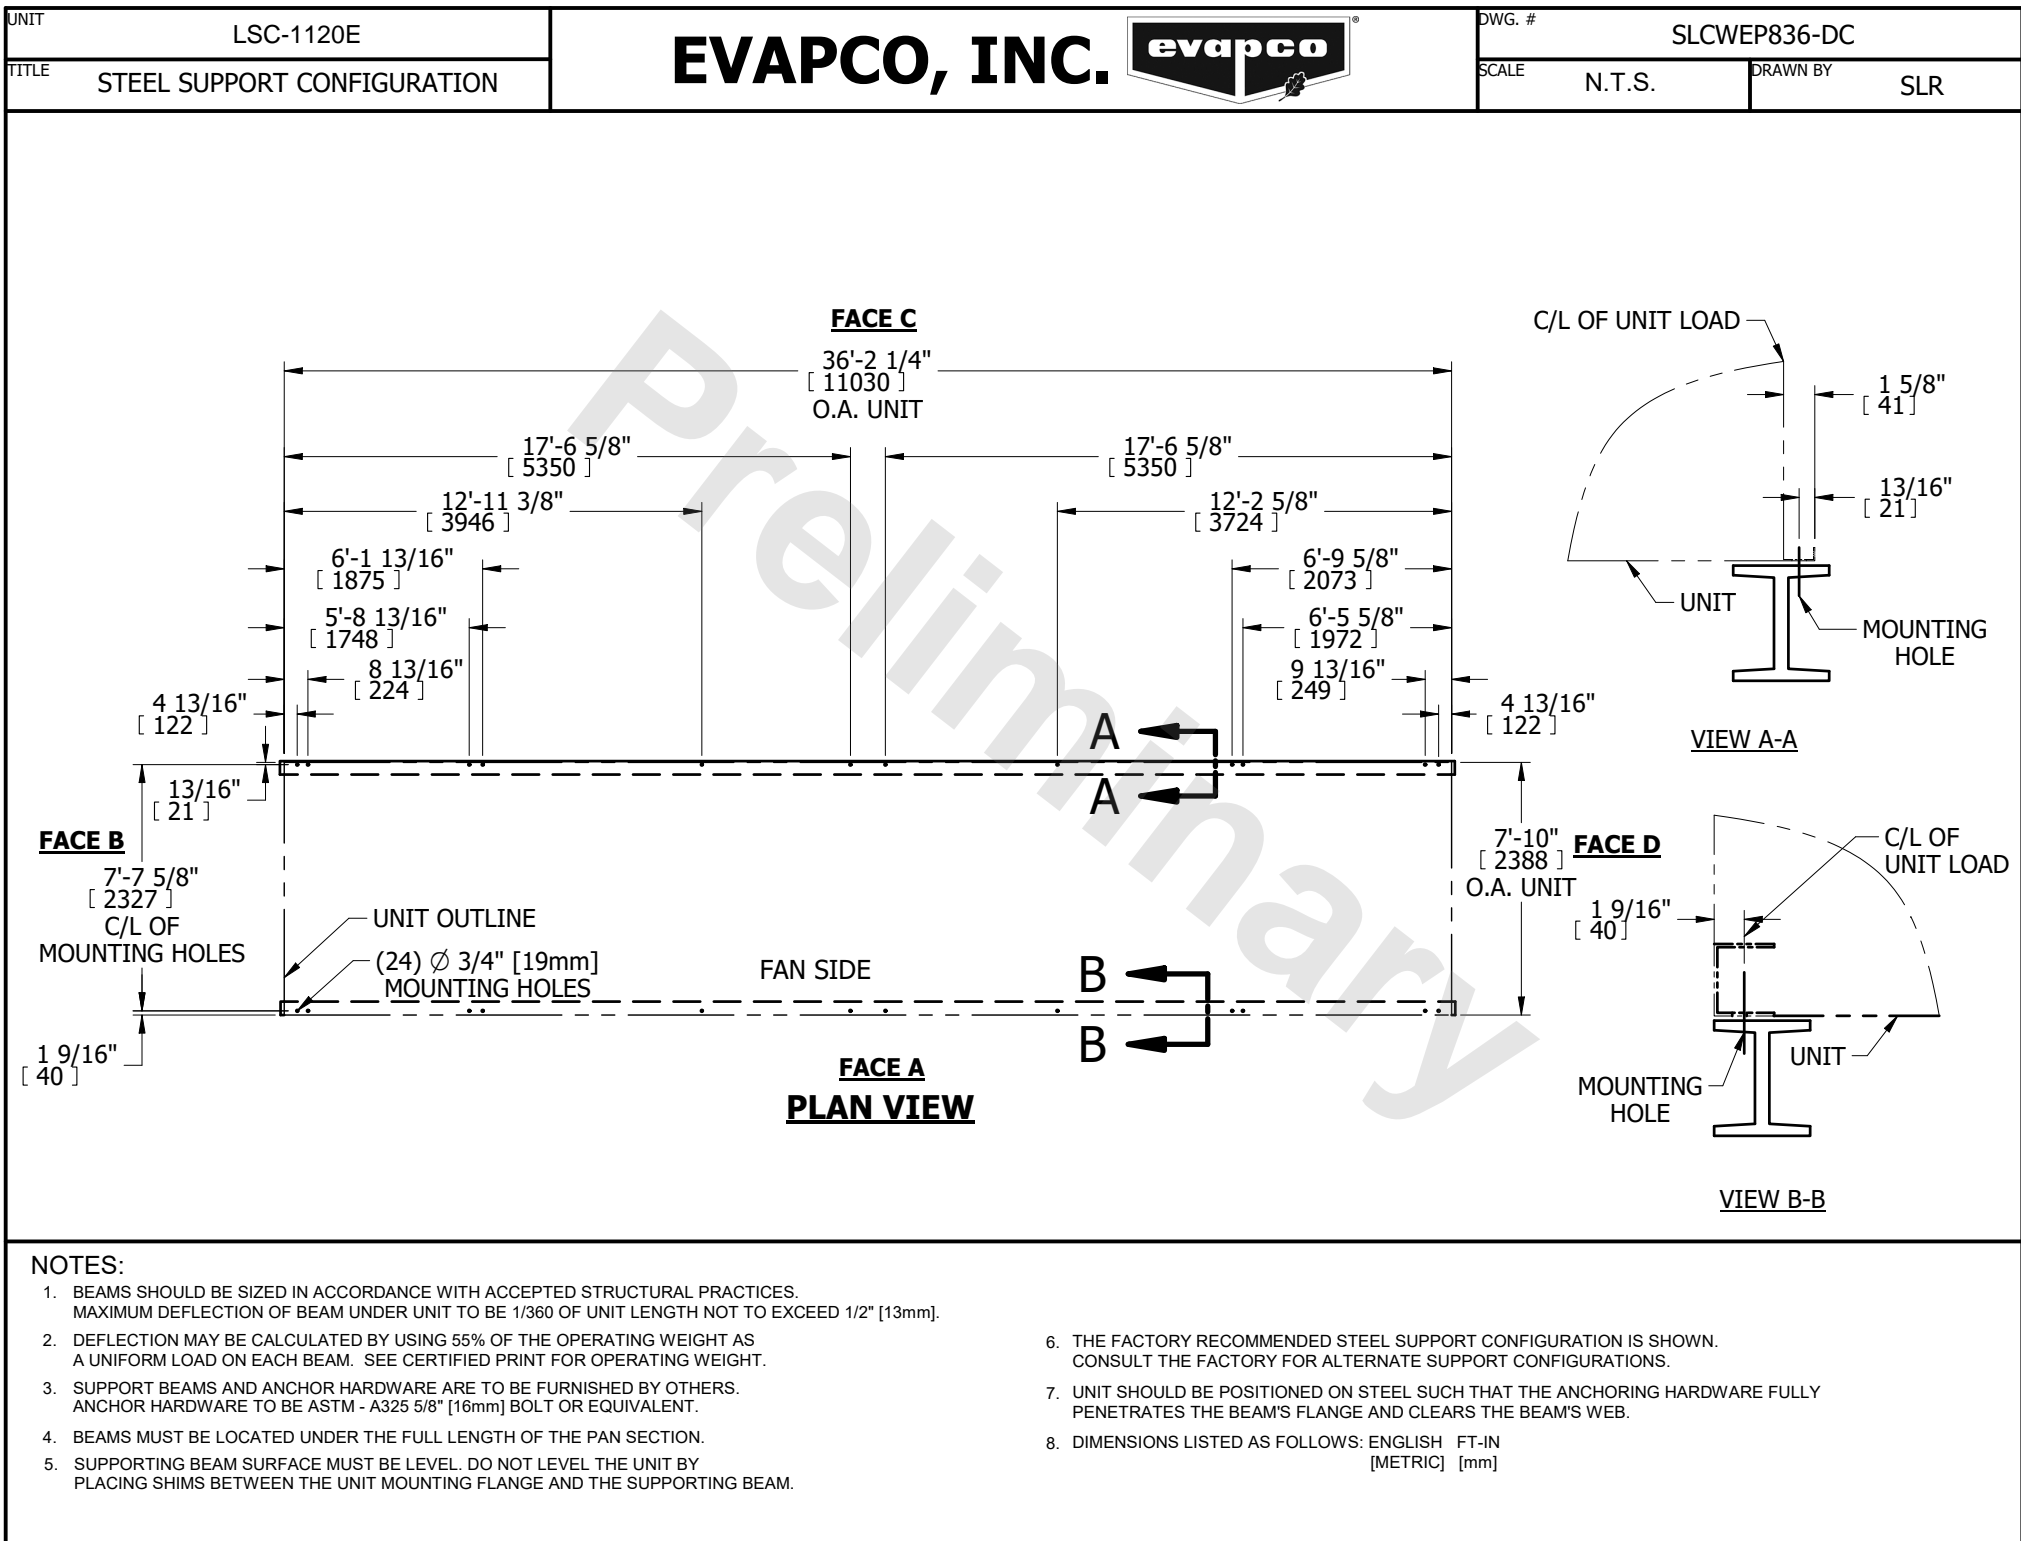 UNIT
LSC-1120E
TITLE
STEEL SUPPORT CONFIGURATION
EVAPCO, INC.
evapco
®
DWG. #
SLCWEP836-DC
SCALE
N.T.S.
DRAWN BY
SLR
Preliminary
FACE C
36'-2 1/4"
[ 11030 ]
O.A. UNIT
17'-6 5/8"
[ 5350 ]
17'-6 5/8"
[ 5350 ]
12'-11 3/8"
[ 3946 ]
12'-2 5/8"
[ 3724 ]
6'-1 13/16"
[ 1875 ]
6'-9 5/8"
[ 2073 ]
5'-8 13/16"
[ 1748 ]
6'-5 5/8"
[ 1972 ]
8 13/16"
[ 224 ]
9 13/16"
[ 249 ]
4 13/16"
[ 122 ]
4 13/16"
[ 122 ]
A
A
13/16"
[ 21 ]
FACE B
7'-7 5/8"
[ 2327 ]
C/L OF
MOUNTING HOLES
7'-10"
[ 2388 ]
O.A. UNIT
FACE D
UNIT OUTLINE
(24) Ø 3/4" [19mm]
MOUNTING HOLES
FAN SIDE
B
B
1 9/16"
[ 40 ]
FACE A
PLAN VIEW
C/L OF UNIT LOAD
1 5/8"
[ 41 ]
13/16"
[ 21 ]
UNIT
MOUNTING
HOLE
VIEW A-A
C/L OF
UNIT LOAD
1 9/16"
[ 40 ]
UNIT
MOUNTING
HOLE
VIEW B-B
NOTES:
1. BEAMS SHOULD BE SIZED IN ACCORDANCE WITH ACCEPTED STRUCTURAL PRACTICES.
MAXIMUM DEFLECTION OF BEAM UNDER UNIT TO BE 1/360 OF UNIT LENGTH NOT TO EXCEED 1/2" [13mm].
2. DEFLECTION MAY BE CALCULATED BY USING 55% OF THE OPERATING WEIGHT AS
A UNIFORM LOAD ON EACH BEAM. SEE CERTIFIED PRINT FOR OPERATING WEIGHT.
3. SUPPORT BEAMS AND ANCHOR HARDWARE ARE TO BE FURNISHED BY OTHERS.
ANCHOR HARDWARE TO BE ASTM - A325 5/8" [16mm] BOLT OR EQUIVALENT.
4. BEAMS MUST BE LOCATED UNDER THE FULL LENGTH OF THE PAN SECTION.
5. SUPPORTING BEAM SURFACE MUST BE LEVEL. DO NOT LEVEL THE UNIT BY
PLACING SHIMS BETWEEN THE UNIT MOUNTING FLANGE AND THE SUPPORTING BEAM.
6. THE FACTORY RECOMMENDED STEEL SUPPORT CONFIGURATION IS SHOWN.
CONSULT THE FACTORY FOR ALTERNATE SUPPORT CONFIGURATIONS.
7. UNIT SHOULD BE POSITIONED ON STEEL SUCH THAT THE ANCHORING HARDWARE FULLY
PENETRATES THE BEAM'S FLANGE AND CLEARS THE BEAM'S WEB.
8. DIMENSIONS LISTED AS FOLLOWS: ENGLISH FT-IN
[METRIC] [mm]